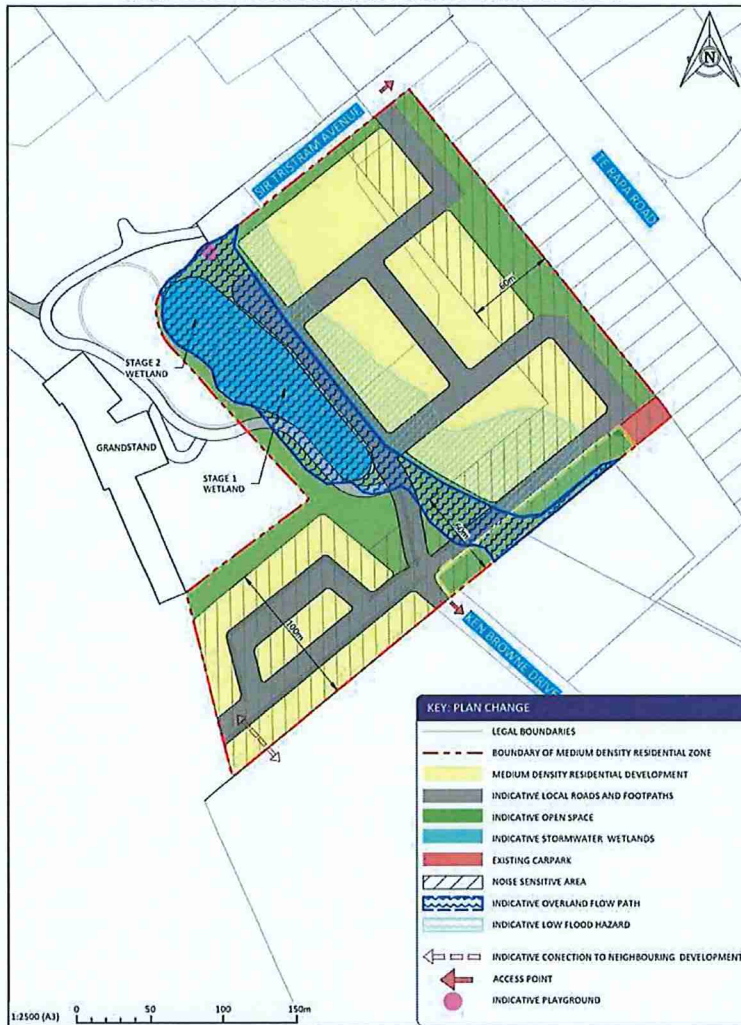 N
SIR TRISTRAM AVENUE
TE RAPA ROAD
60m
STAGE 2
WETLAND
GRANDSTAND
STAGE 1
WETLAND
100m
KEN BROWNE DRIVE
KEY: PLAN CHANGE
LEGAL BOUNDARIES
BOUNDARY OF MEDIUM DENSITY RESIDENTIAL ZONE
MEDIUM DENSITY RESIDENTIAL DEVELOPMENT
INDICATIVE LOCAL ROADS AND FOOTPATHS
INDICATIVE OPEN SPACE
INDICATIVE STORMWATER WETLANDS
EXISTING CARPARK
NOISE SENSITIVE AREA
INDICATIVE OVERLAND FLOW PATH
INDICATIVE LOW FLOOD HAZARD
INDICATIVE CONECTION TO NEIGHBOURING DEVELOPMENT
ACCESS POINT
INDICATIVE PLAYGROUND
1:2500 (A3)
0 50 100 150m